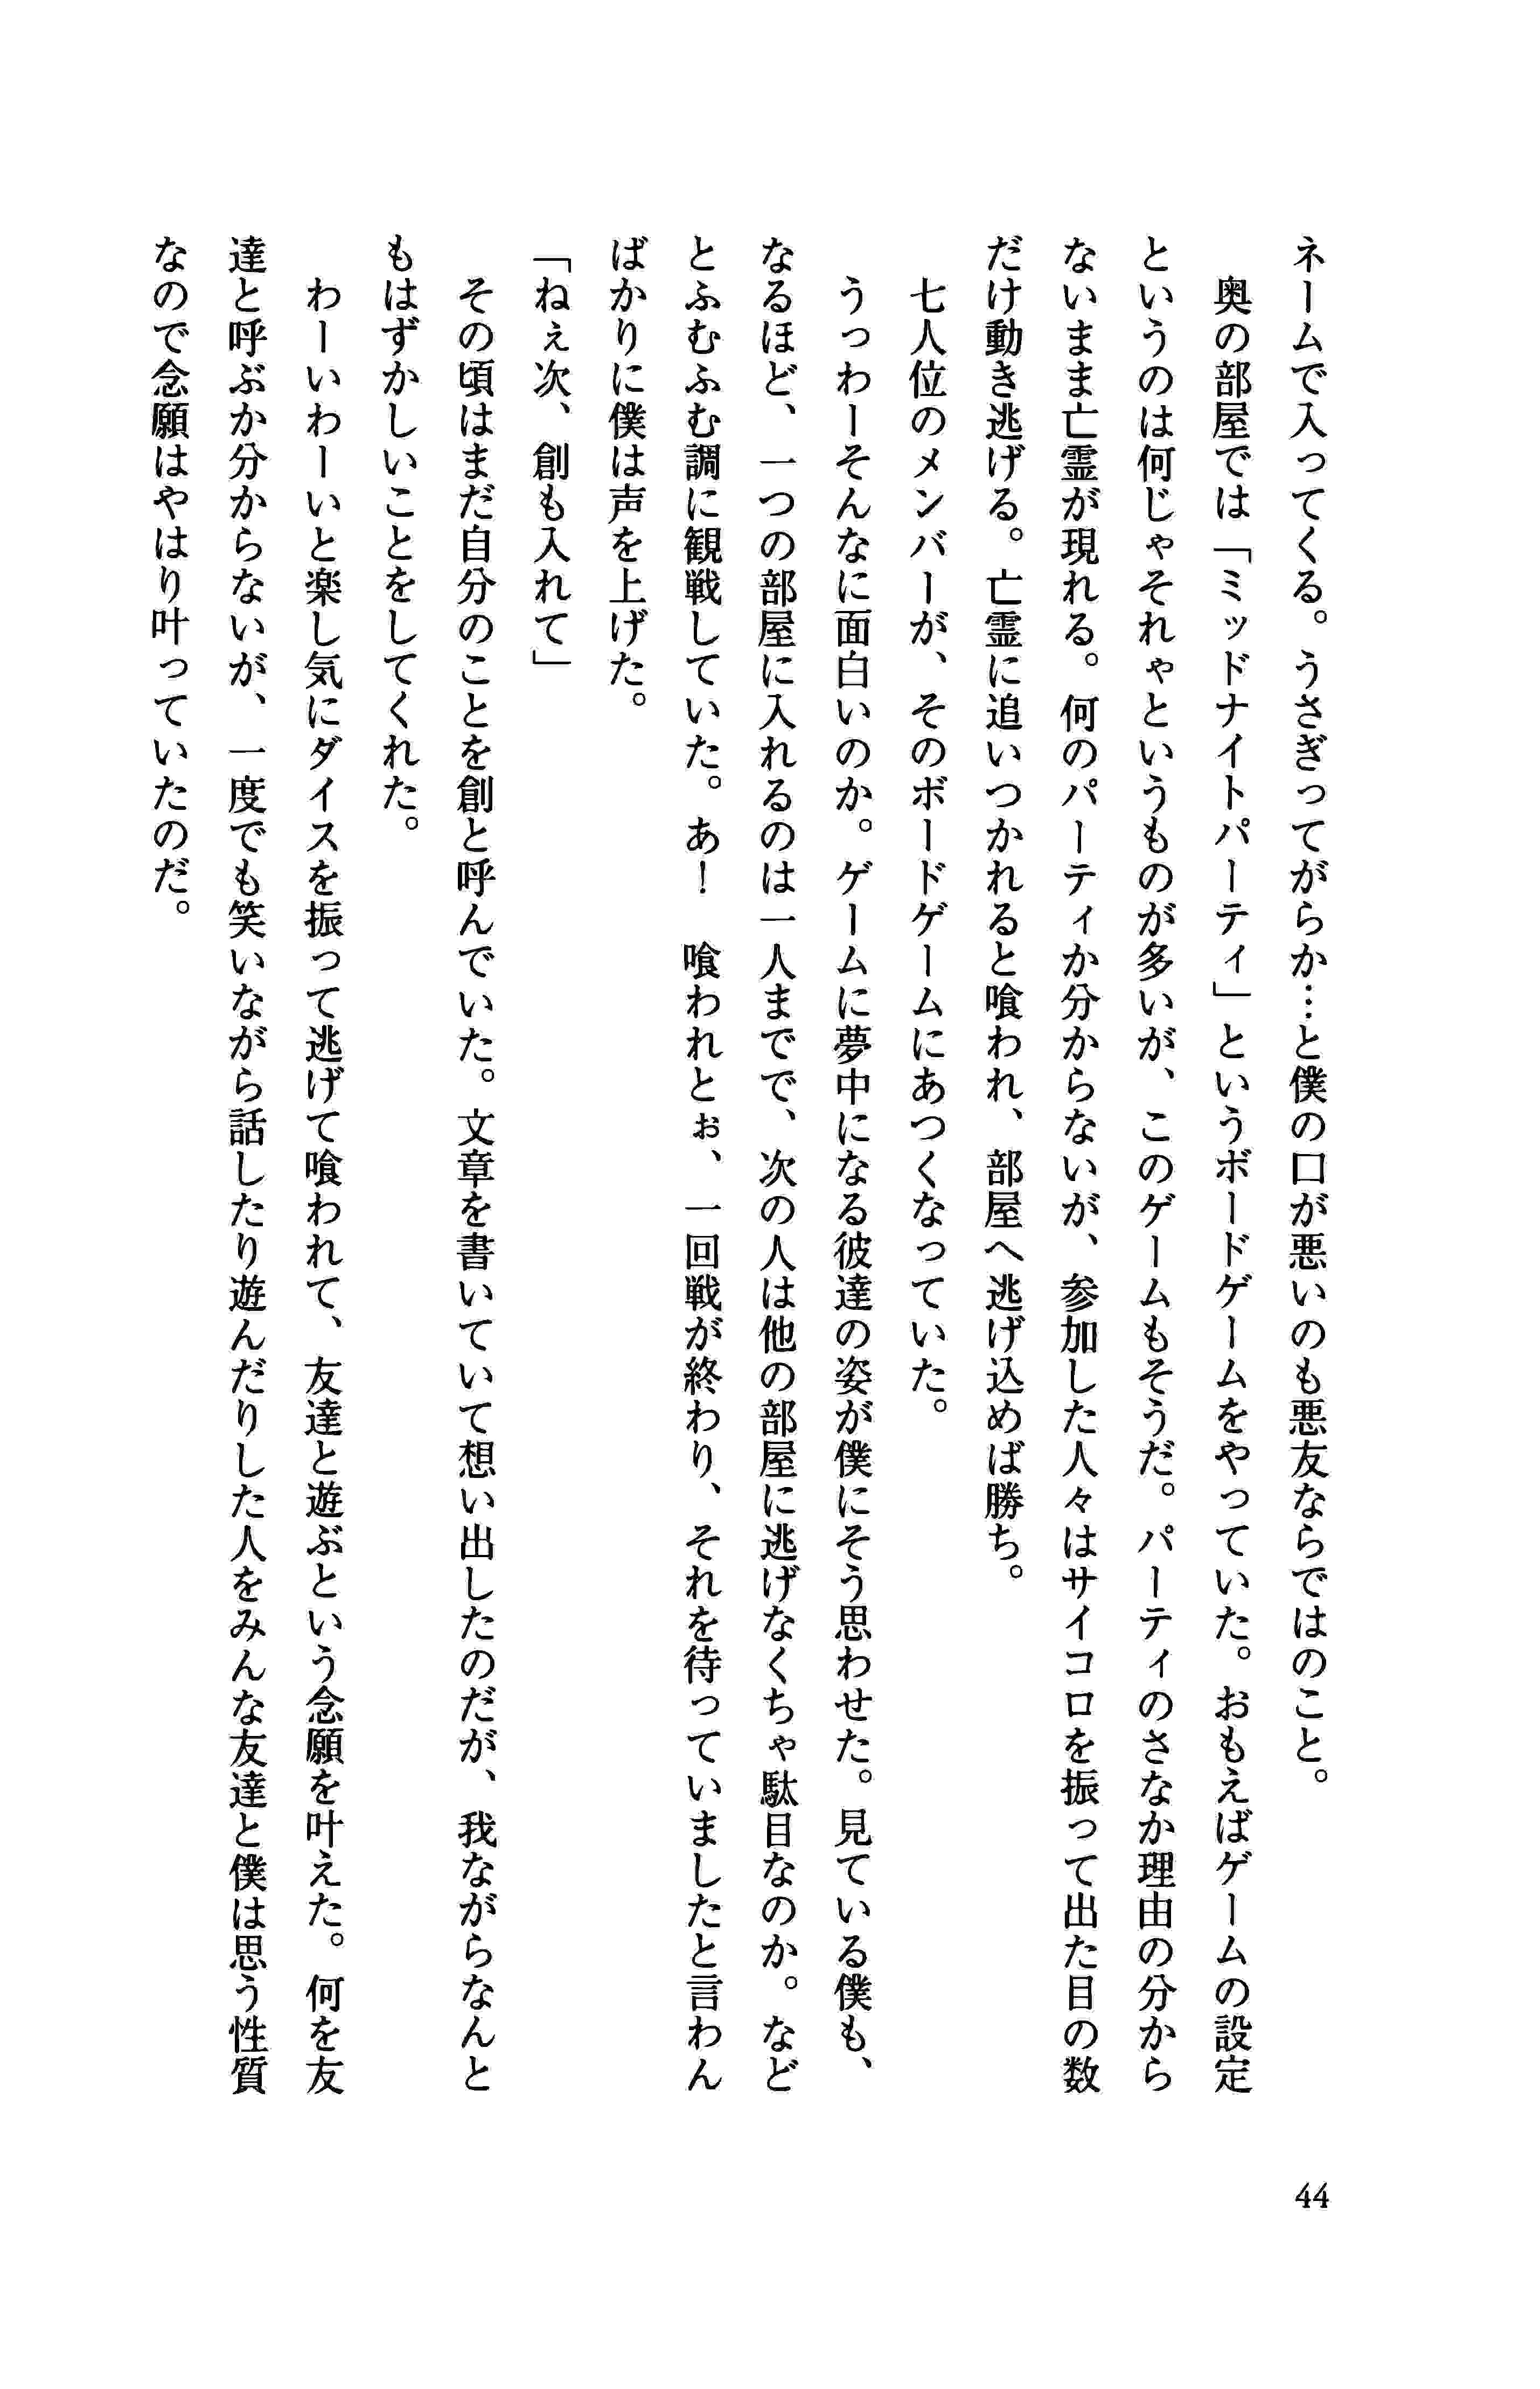 ネームで入ってくる。うさぎってがらか…と僕の口が悪いのも悪友ならではのこと。
　奥の部屋では「ミッドナイトパーティ」というボードゲームをやっていた。おもえばゲームの設定
というのは何じゃそれゃというものが多いが、このゲームもそうだ。パーティのさなか理由の分から
ないまま亡霊が現れる。何のパーティか分からないが、参加した人々はサイコロを振って出た目の数
だけ動き逃げる。亡霊に追いつかれると喰われ、部屋へ逃げ込めば勝ち。
　七人位のメンバーが、そのボードゲームにあつくなっていた。
　うっわーそんなに面白いのか。ゲームに夢中になる彼達の姿が僕にそう思わせた。見ている僕も、
なるほど、一つの部屋に入れるのは一人までで、次の人は他の部屋に逃げなくちゃ駄目なのか。など
とふむふむ調に観戦していた。あ！　喰われとぉ、一回戦が終わり、それを待っていましたと言わん
ばかりに僕は声を上げた。
「ねぇ次、創も入れて」
　その頃はまだ自分のことを創と呼んでいた。文章を書いていて想い出したのだが、我ながらなんと
もはずかしいことをしてくれた。
　わーいわーいと楽し気にダイスを振って逃げて喰われて、友達と遊ぶという念願を叶えた。何を友
達と呼ぶか分からないが、一度でも笑いながら話したり遊んだりした人をみんな友達と僕は思う性質
なので念願はやはり叶っていたのだ。
44